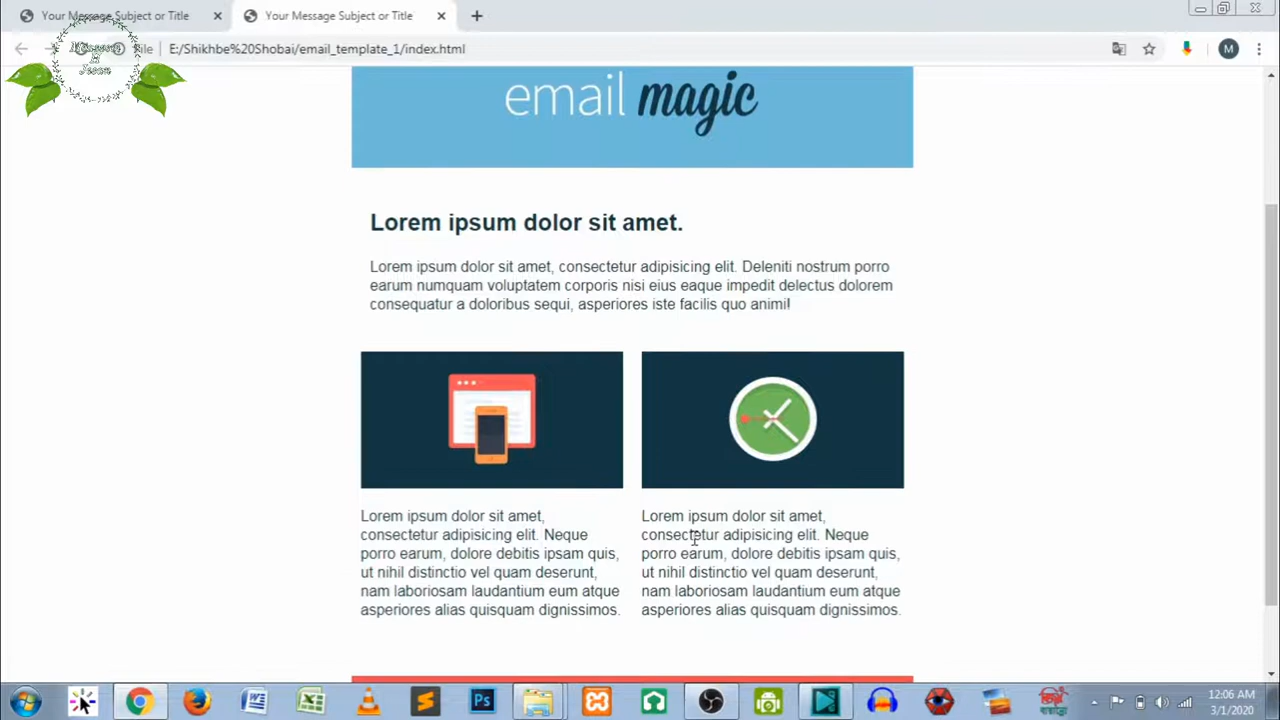 Your Message Subject or Title
Your Message Subject or Title
E:/Shikhbe%20Shobai/email_template_1/index.html
M
email magic
Lorem ipsum dolor sit amet.
Lorem ipsum dolor sit amet, consectetur adipisicing elit. Deleniti nostrum porro
earum numquam voluptatem corporis nisi eius eaque impedit delectus dolorem
consequatur a doloribus sequi, asperiores iste facilis quo animi!
Lorem ipsum dolor sit amet,
consectetur adipisicing elit. Neque
porro earum, dolore debitis ipsam quis,
ut nihil distinctio vel quam deserunt,
nam laboriosam laudantium eum atque
asperiores alias quisquam dignissimos.
Lorem ipsum dolor sit amet,
consectetur adipisicing elit. Neque
porro earum, dolore debitis ipsam quis,
ut nihil distinctio vel quam deserunt,
nam laboriosam laudantium eum atque
asperiores alias quisquam dignissimos.
Ps
12:06 AM
3/1/2020